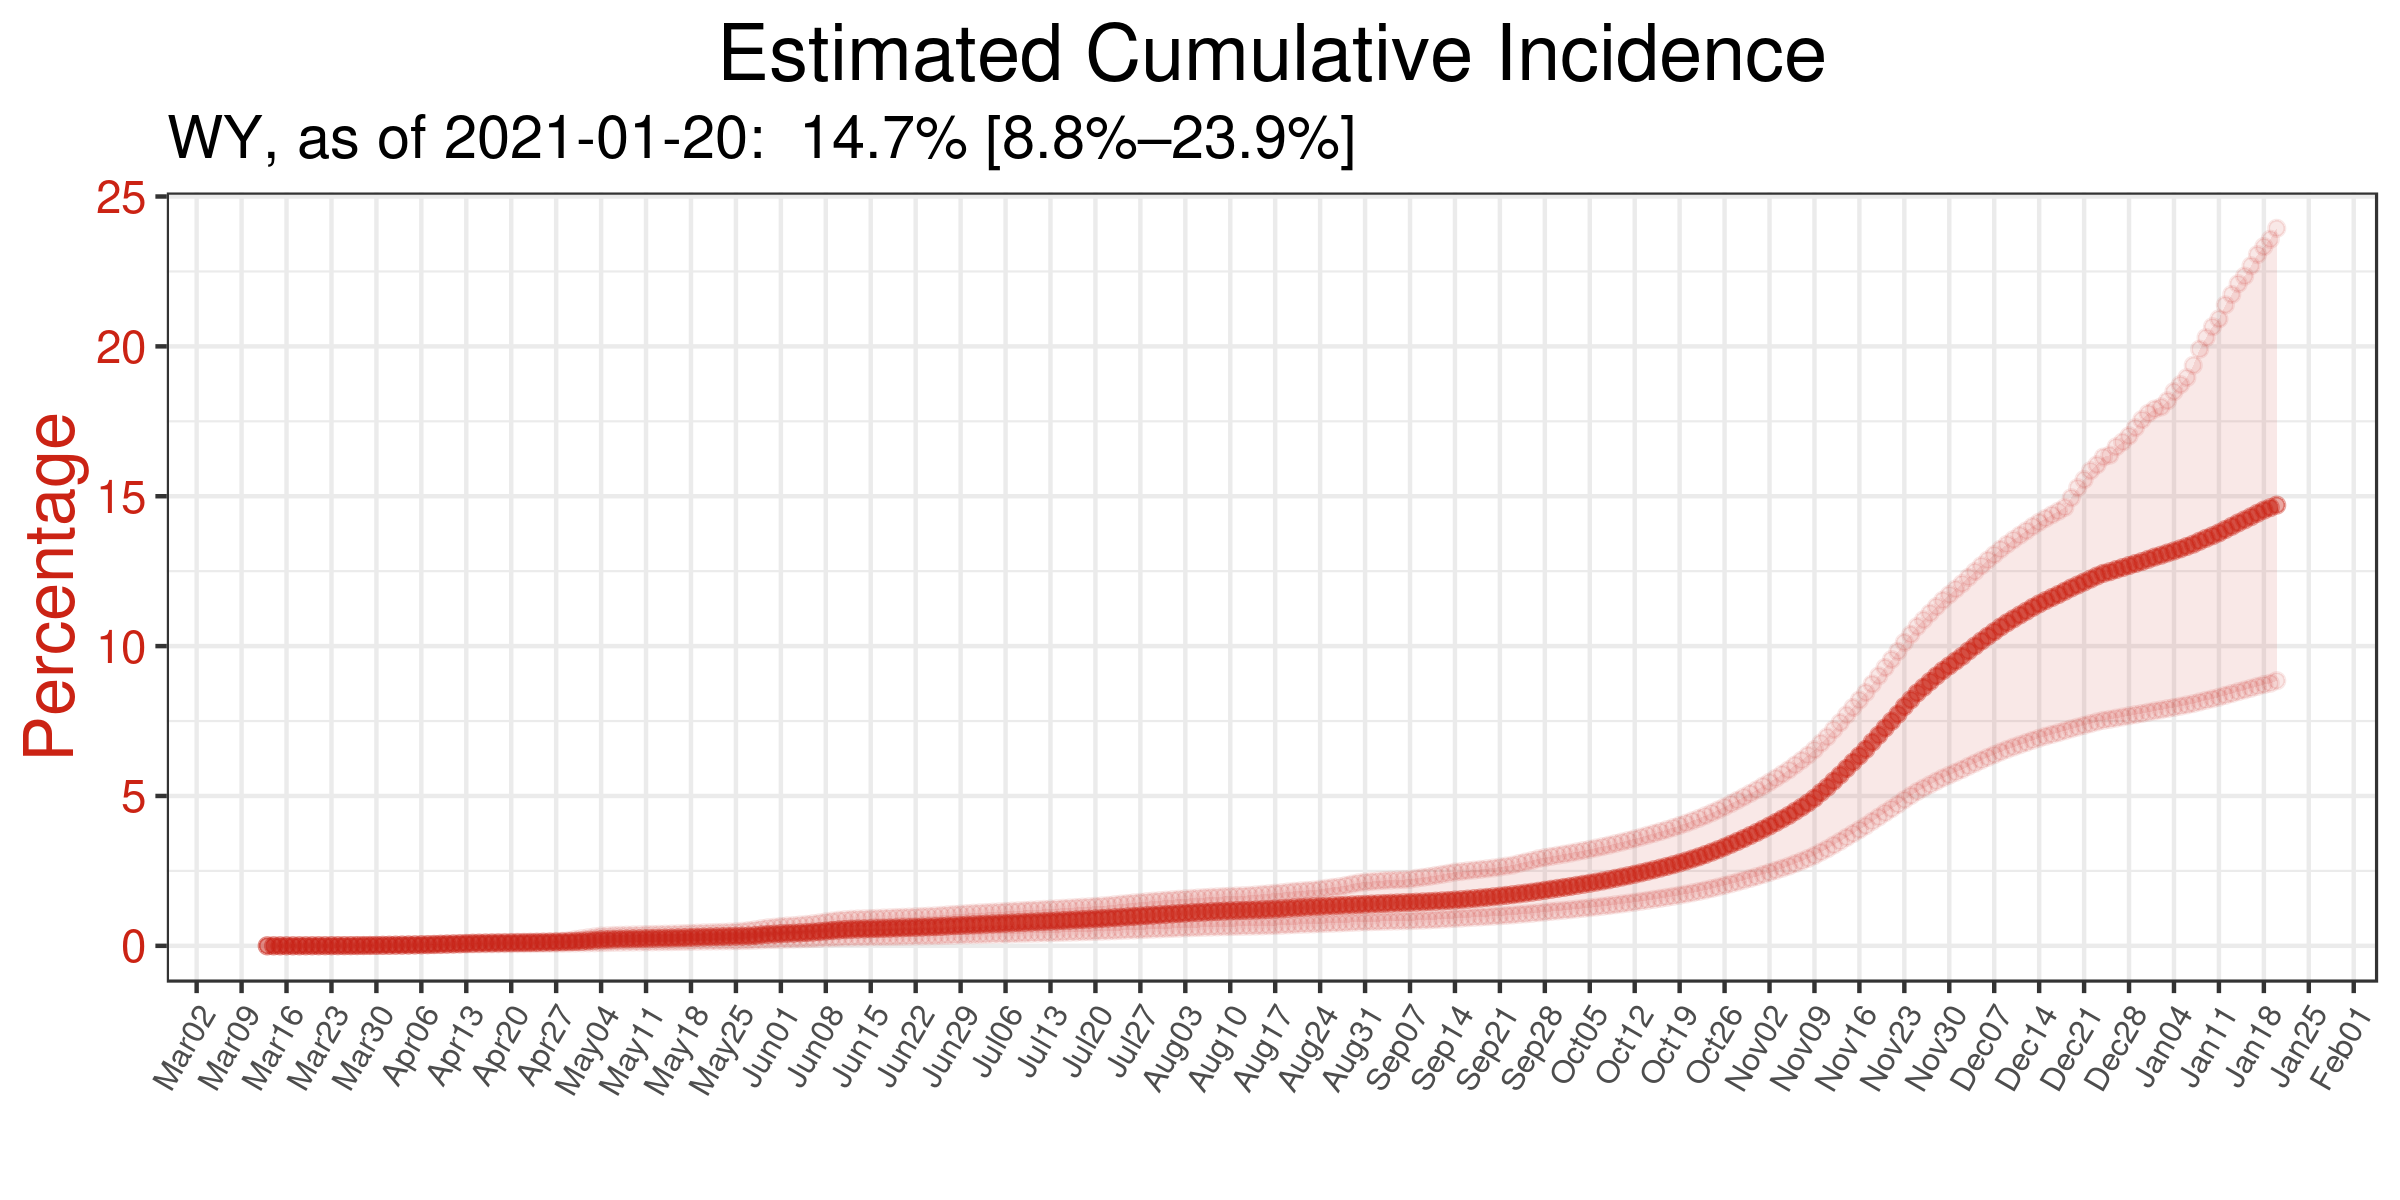 Estimated Cumulative Incidence
WY, as of 2021-01-20:  14.7% [8.8%–23.9%]
Percentage
25
20
15
10
5
0
Mar02
Mar09
Mar16
Mar23
Mar30
Apr06
Apr13
Apr20
Apr27
May04
May11
May18
May25
Jun01
Jun08
Jun15
Jun22
Jun29
Jul06
Jul13
Jul20
Jul27
Aug03
Aug10
Aug17
Aug24
Aug31
Sep07
Sep14
Sep21
Sep28
Oct05
Oct12
Oct19
Oct26
Nov02
Nov09
Nov16
Nov23
Nov30
Dec07
Dec14
Dec21
Dec28
Jan04
Jan11
Jan18
Jan25
Feb01